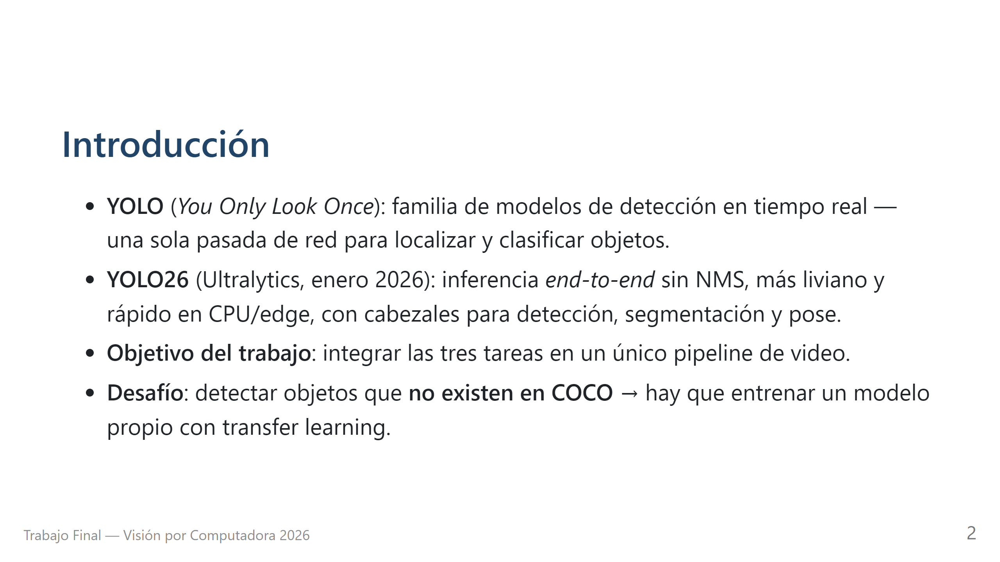 Introducción
• YOLO (You Only Look Once): familia de modelos de detección en tiempo real —
una sola pasada de red para localizar y clasificar objetos.
• YOLO26 (Ultralytics, enero 2026): inferencia end-to-end sin NMS, más liviano y
rápido en CPU/edge, con cabezales para detección, segmentación y pose.
• Objetivo del trabajo: integrar las tres tareas en un único pipeline de video.
• Desafío: detectar objetos que no existen en COCO → hay que entrenar un modelo
propio con transfer learning.
Trabajo Final — Visión por Computadora 2026
2